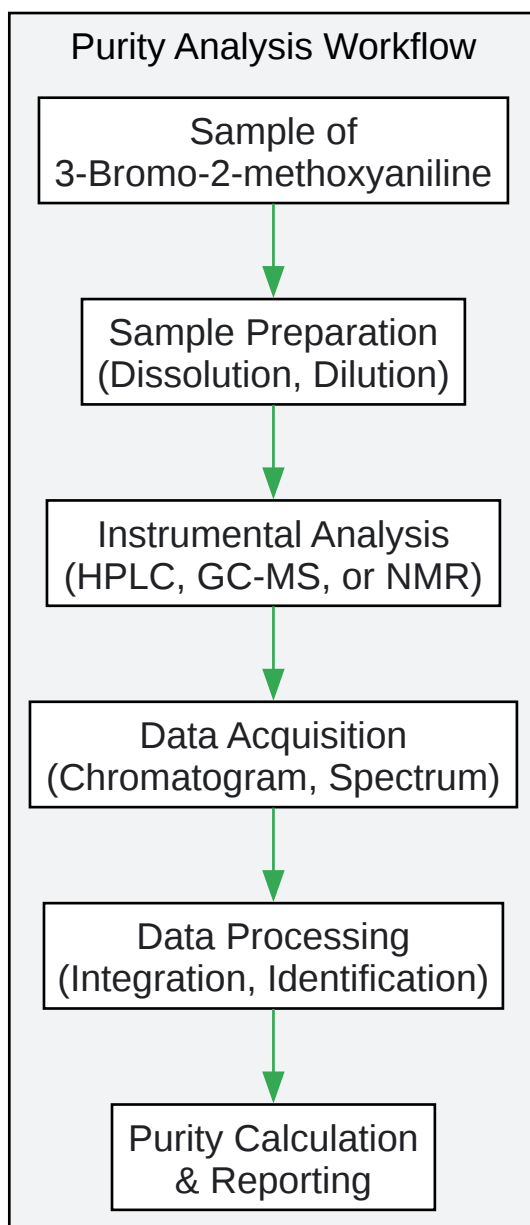 Purity Analysis Workflow
Sample of
3-Bromo-2-methoxyaniline
Sample Preparation
(Dissolution, Dilution)
Instrumental Analysis
(HPLC, GC-MS, or NMR)
Data Acquisition
(Chromatogram, Spectrum)
Data Processing
(Integration, Identification)
Purity Calculation
& Reporting